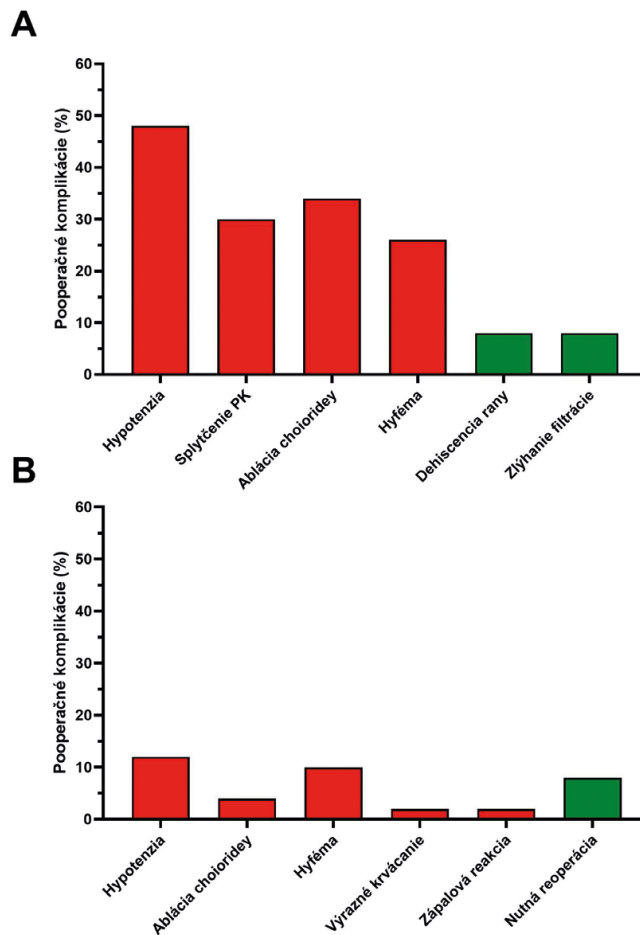 A
Pooperačné komplikácie (%)
60
50
40
30
20
10
0
Hypotenzia
Splytčenie PK
Ablácia choioridey
Hyféma
Dehiscencia rany
Zlýhanie filtrácie
B
Pooperačné komplikácie (%)
60
50
40
30
20
10
0
Hypotenzia
Ablácia choioridey
Hyféma
Výrazné krvácanie
Zápalová reakcia
Nutná reoperácia